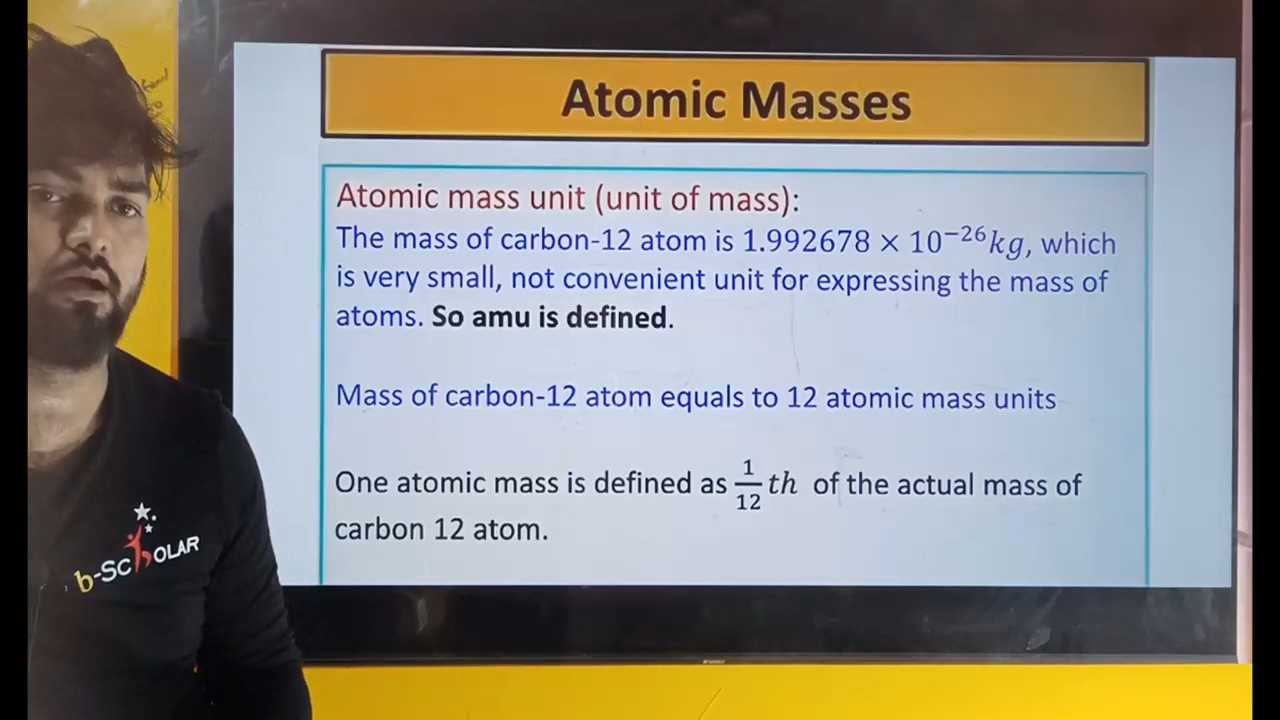 Atomic Masses
Atomic mass unit (unit of mass):
The mass of carbon-12 atom is 1.992678 × 10⁻²⁶kg, which
is very small, not convenient unit for expressing the mass of
atoms. So amu is defined.
Mass of carbon-12 atom equals to 12 atomic mass units
One atomic mass is defined as 1/12 th of the actual mass of
carbon 12 atom.
b-SchOLAR